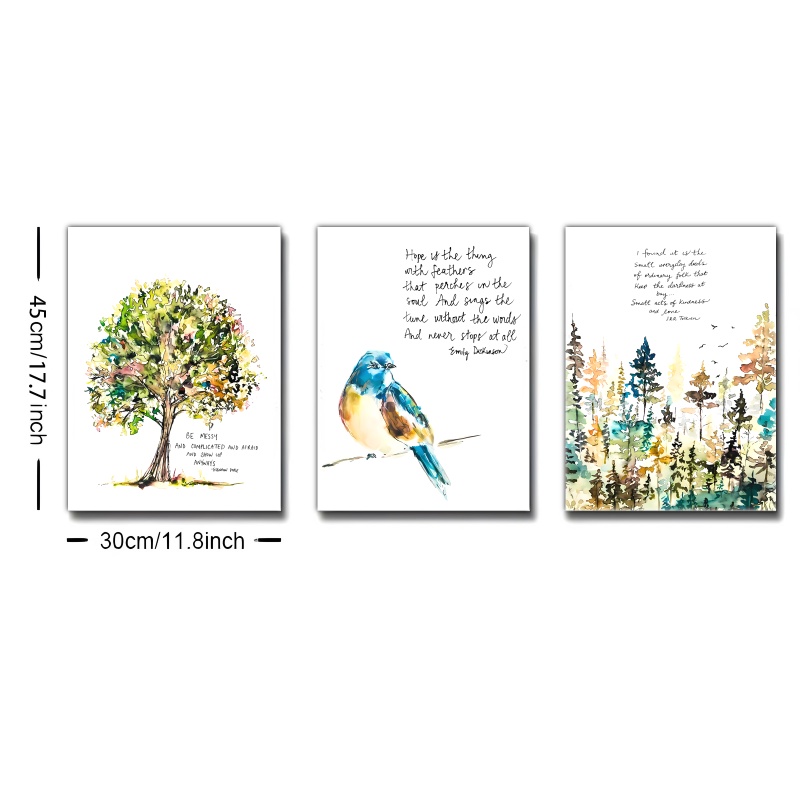 45cm/17.7inch
30cm/11.8inch
BE MESSY
AND COMPLICATED AND AFRAID
AND SHOW UP
ANYWAYS
Hope is the thing
with feathers
that perches in the
soul And sings the
tune without the words
And never stops at all
Emily Dickinson
I found it is the
small everyday deeds
of ordinary folk that
keep the darkness at
bay
Small acts of kindness
and love